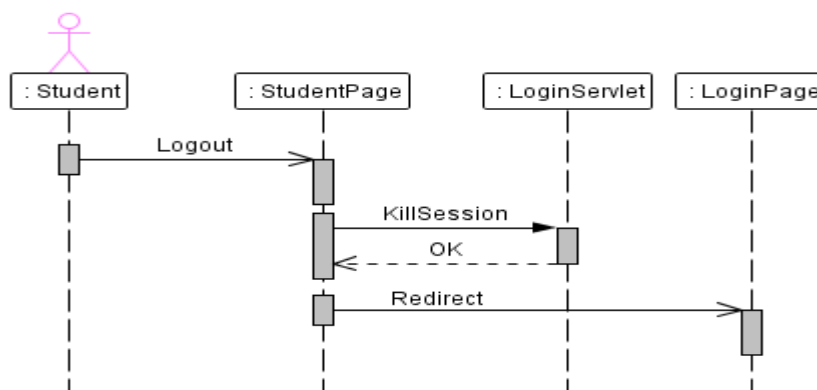 : Student
: StudentPage
: LoginServlet
: LoginPage
Logout
KillSession
OK
Redirect